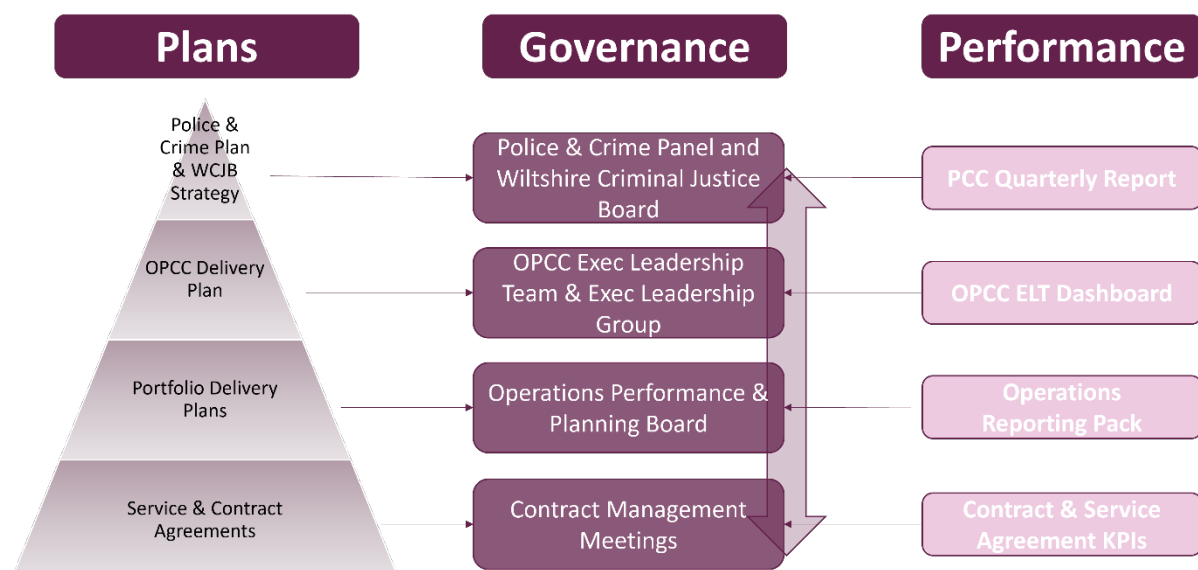 Plans
Governance
Performance
Police &
Crime Plan
& WCJB
Strategy
Police & Crime Panel and
Wiltshire Criminal Justice
Board
PCC Quarterly Report
OPCC Delivery
Plan
OPCC Exec Leadership
Team & Exec Leadership
Group
OPCC ELT Dashboard
Portfolio Delivery
Plans
Operations Performance &
Planning Board
Operations
Reporting Pack
Service & Contract
Agreements
Contract Management
Meetings
Contract & Service
Agreement KPIs